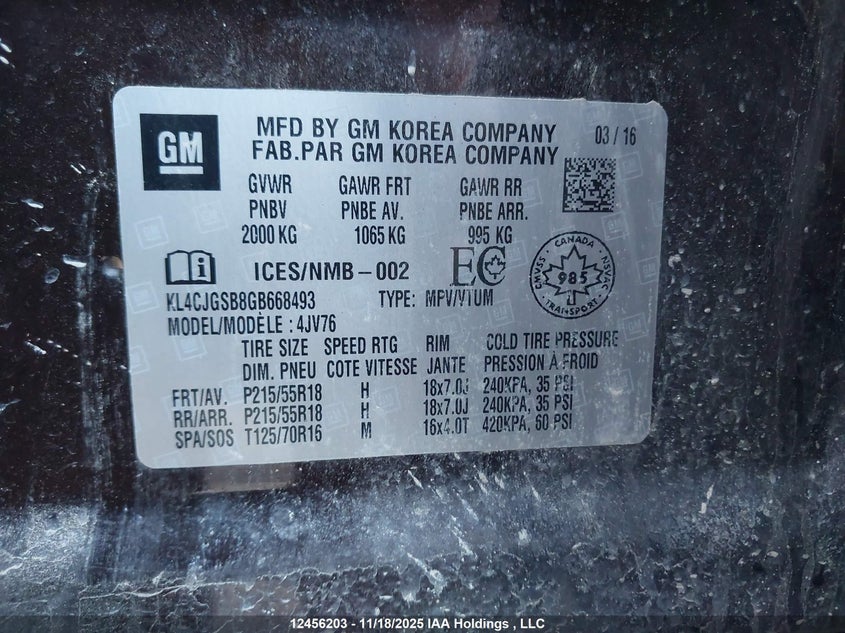 GM
MFD BY GM KOREA COMPANY 03 / 16
FAB.PAR GM KOREA COMPANY
GVWR GAWR FRT GAWR RR
PNBV PNBE AV. PNBE ARR.
2000 KG 1065 KG 995 KG
ICES/NMB – 002 EC
CANADA
CMVSS 985 NSVAC
TRANSPORT
KL4CJGSB8GB668493 TYPE: MPV/VTUM
MODEL/MODÈLE : 4JV76
TIRE SIZE SPEED RTG RIM COLD TIRE PRESSURE
DIM. PNEU COTE VITESSE JANTE PRESSION À FROID
FRT/AV. P215/55R18 H 18x7.0J 240KPA, 35 PSI
RR/ARR. P215/55R18 H 18x7.0J 240KPA, 35 PSI
SPA/SOS T125/70R16 M 16x4.0T 420KPA, 60 PSI
12456203 - 11/18/2025 IAA Holdings , LLC